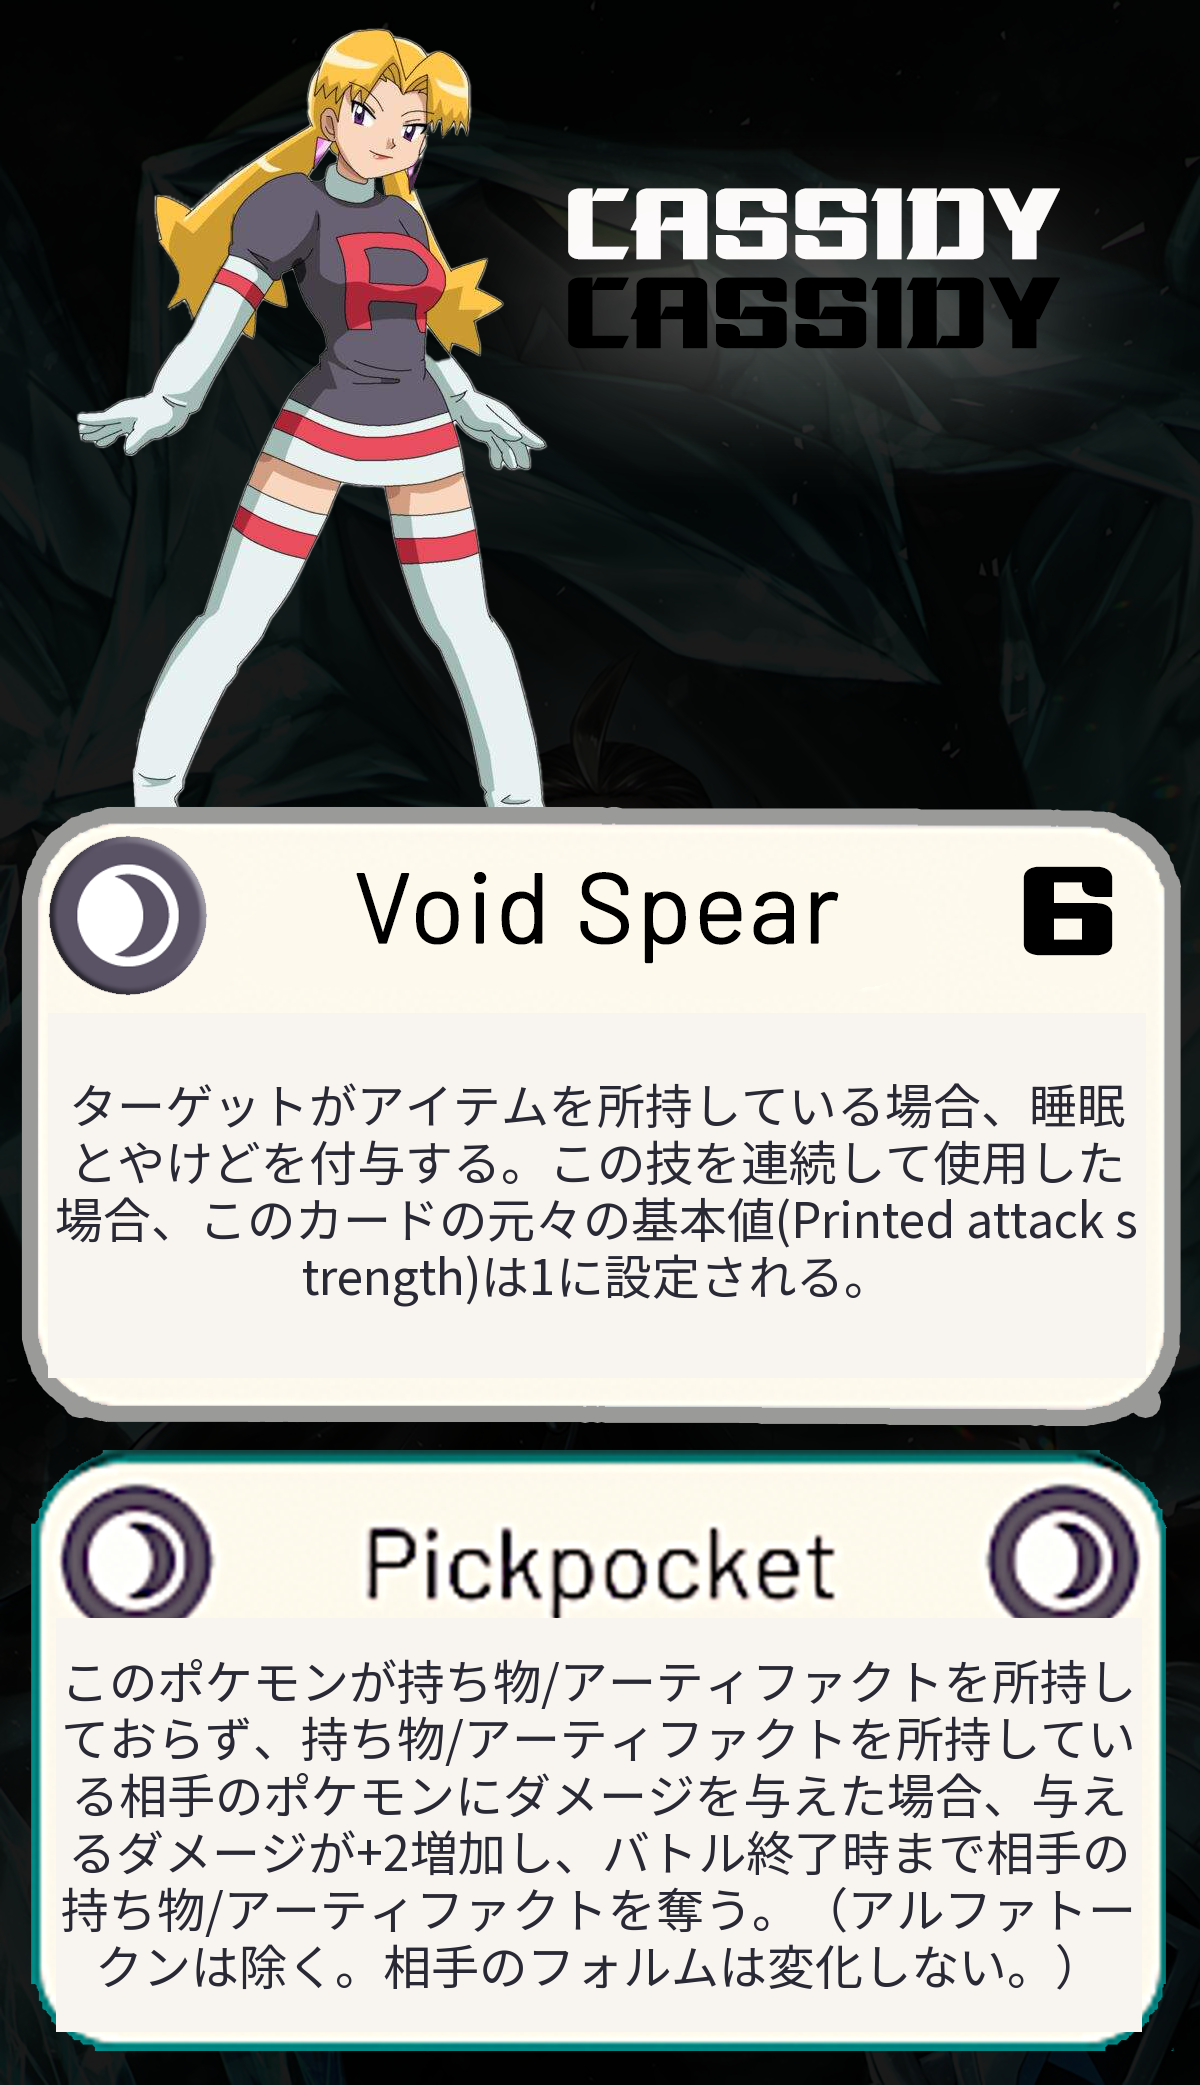 CASSIDY
CASSIDY
R
Void Spear
6
ターゲットがアイテムを所持している場合、睡眠
とやけどを付与する。この技を連続して使用した
場合、このカードの元々の基本値(Printed attack s
trength)は1に設定される。
Pickpocket
このポケモンが持ち物/アーティファクトを所持し
ておらず、持ち物/アーティファクトを所持してい
る相手のポケモンにダメージを与えた場合、与え
るダメージが+2増加し、バトル終了時まで相手の
持ち物/アーティファクトを奪う。（アルファトー
クンは除く。相手のフォルムは変化しない。）